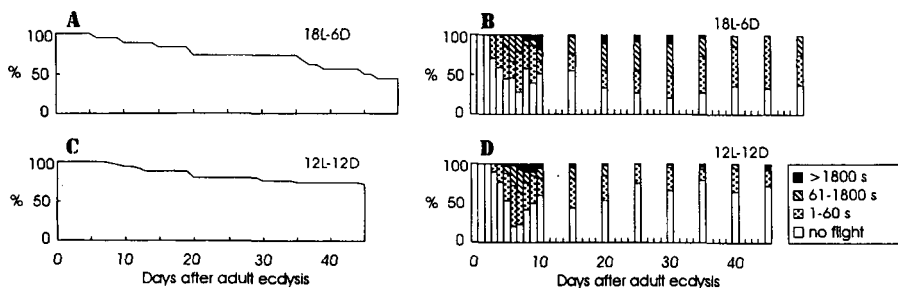 A
18L-6D
100
%
50
0
B
18L-6D
100
%
50
0
C
12L-12D
100
%
50
0
0 10 20 30 40
Days after adult ecdysis
D
12L-12D
100
%
50
0
0 10 20 30 40
Days after adult ecdysis
>1800 s
61-1800 s
1-60 s
no flight